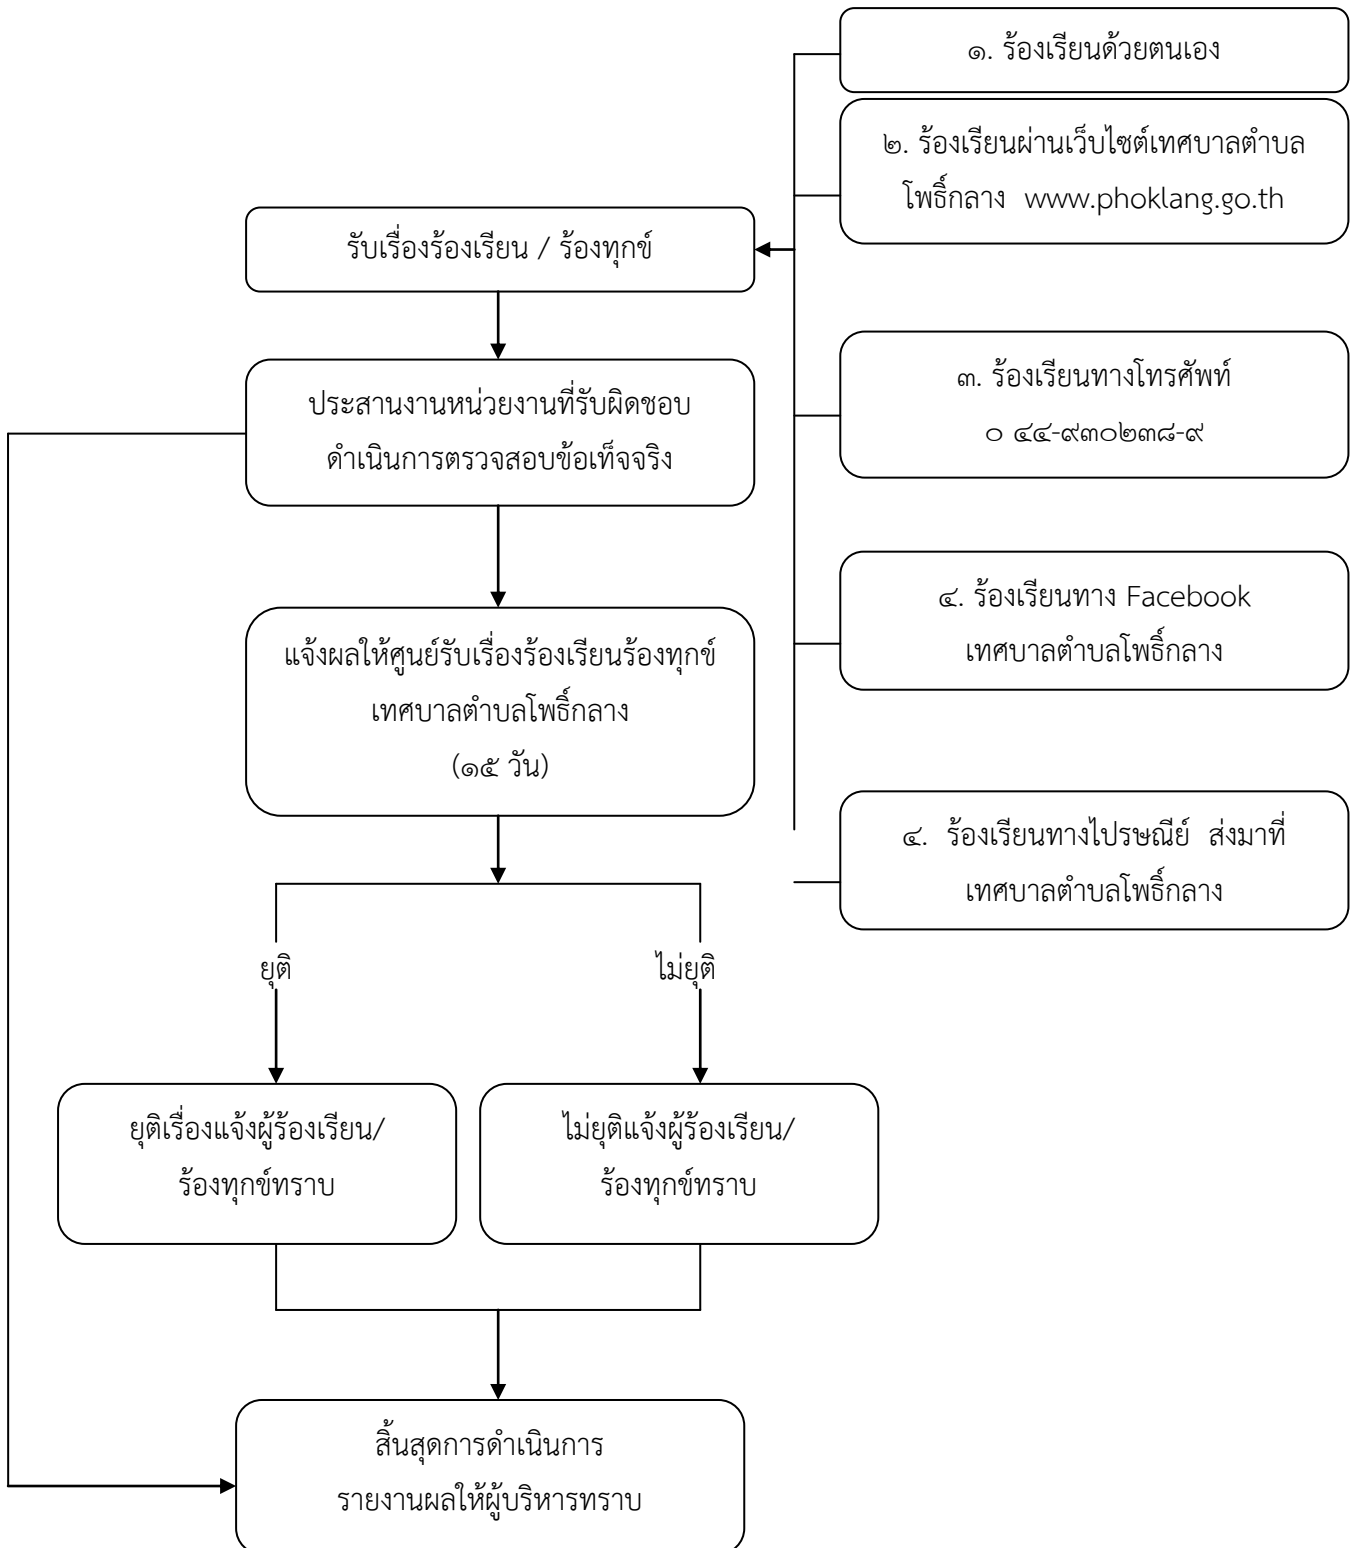 ๑. ร้องเรียนด้วยตนเอง
๒. ร้องเรียนผ่านเว็บไซต์เทศบาลตำบล
โพธิ์กลาง www.phoklang.go.th
รับเรื่องร้องเรียน / ร้องทุกข์
๓. ร้องเรียนทางโทรศัพท์
๐ ๔๔-๙๓๐๒๓๘-๙
ประสานงานหน่วยงานที่รับผิดชอบ
ดำเนินการตรวจสอบข้อเท็จจริง
๔. ร้องเรียนทาง Facebook
เทศบาลตำบลโพธิ์กลาง
แจ้งผลให้ศูนย์รับเรื่องร้องเรียนร้องทุกข์
เทศบาลตำบลโพธิ์กลาง
(๑๕ วัน)
๔. ร้องเรียนทางไปรษณีย์ ส่งมาที่
เทศบาลตำบลโพธิ์กลาง
ยุติ
ไม่ยุติ
ยุติเรื่องแจ้งผู้ร้องเรียน/
ร้องทุกข์ทราบ
ไม่ยุติแจ้งผู้ร้องเรียน/
ร้องทุกข์ทราบ
สิ้นสุดการดำเนินการ
รายงานผลให้ผู้บริหารทราบ